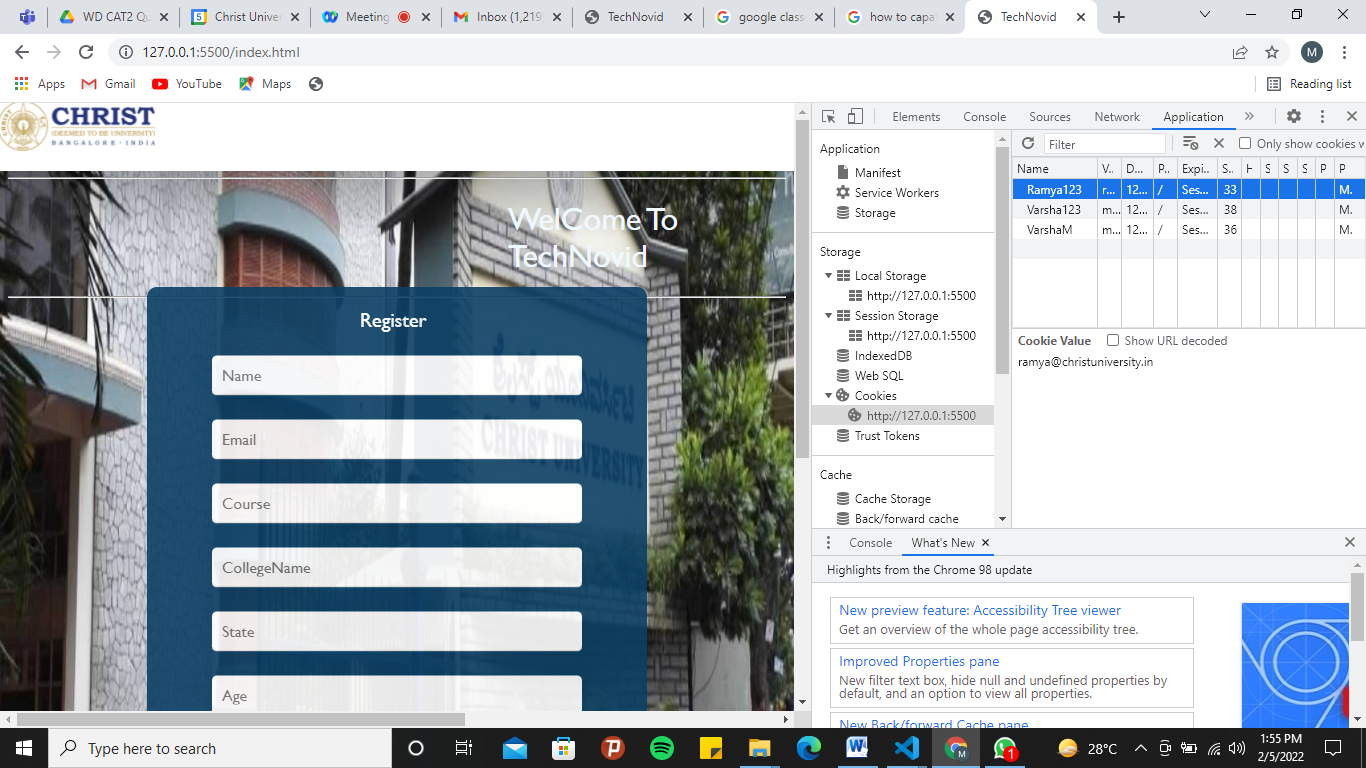 WD CAT2 Qu
Christ Univer
Meeting
Inbox (1,219
TechNovid
google class
how to capa
TechNovid
127.0.0.1:5500/index.html
M
Apps
Gmail
YouTube
Maps
Reading list
CHRIST
(DEEMED TO BE UNIVERSITY)
BANGALORE · INDIA
WelCome To
TechNovid
Register
Name
Email
Course
CollegeName
State
Age
CHRIST UNIVERSITY
Elements
Console
Sources
Network
Application
Application
Manifest
Service Workers
Storage
Storage
Local Storage
http://127.0.0.1:5500
Session Storage
http://127.0.0.1:5500
IndexedDB
Web SQL
Cookies
http://127.0.0.1:5500
Trust Tokens
Cache
Cache Storage
Back/forward cache
Filter
Only show cookies w
Name V.. D... P.. Expi... S.. H S S S P P
Ramya123 r... 12... / Ses... 33 M.
Varsha123 m... 12... / Ses... 38 M.
VarshaM m... 12... / Ses... 36 M.
Cookie Value Show URL decoded
ramya@christuniversity.in
Console
What's New
Highlights from the Chrome 98 update
New preview feature: Accessibility Tree viewer
Get an overview of the whole page accessibility tree.
Improved Properties pane
New filter text box, hide null and undefined properties by
default, and an option to view all properties.
New Back/forward Cache pane
Type here to search
1
28°C
1:55 PM
2/5/2022